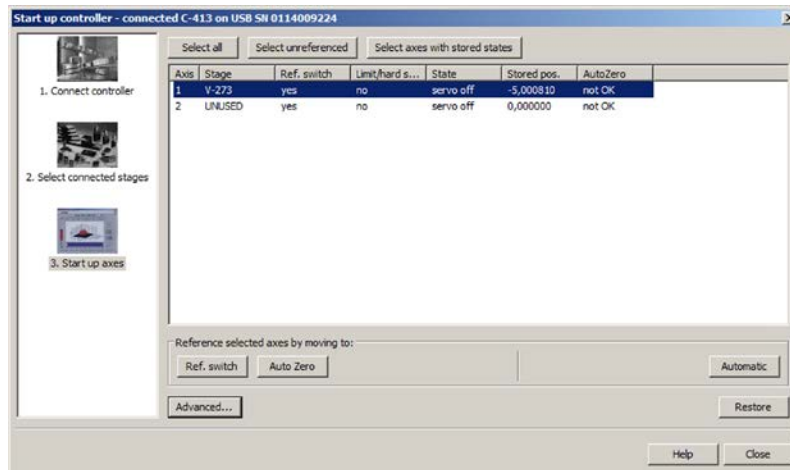 Start up controller - connected C-413 on USB SN 0114009224
1. Connect controller
2. Select connected stages
3. Start up axes
Select all Select unreferenced Select axes with stored states
Axis Stage Ref. switch Limit/hard s... State Stored pos. AutoZero
1 V-273 yes no servo off -5,000810 not OK
2 UNUSED yes no servo off 0,000000 not OK
Reference selected axes by moving to:
Ref. switch Auto Zero Automatic
Advanced... Restore
Help Close